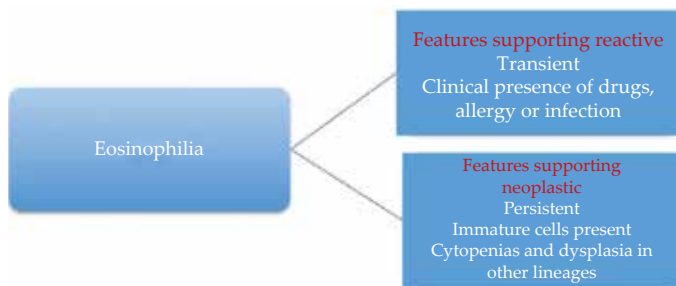 Eosinophilia
Features supporting reactive
Transient
Clinical presence of drugs,
allergy or infection
Features supporting
neoplastic
Persistent
Immature cells present
Cytopenias and dysplasia in
other lineages